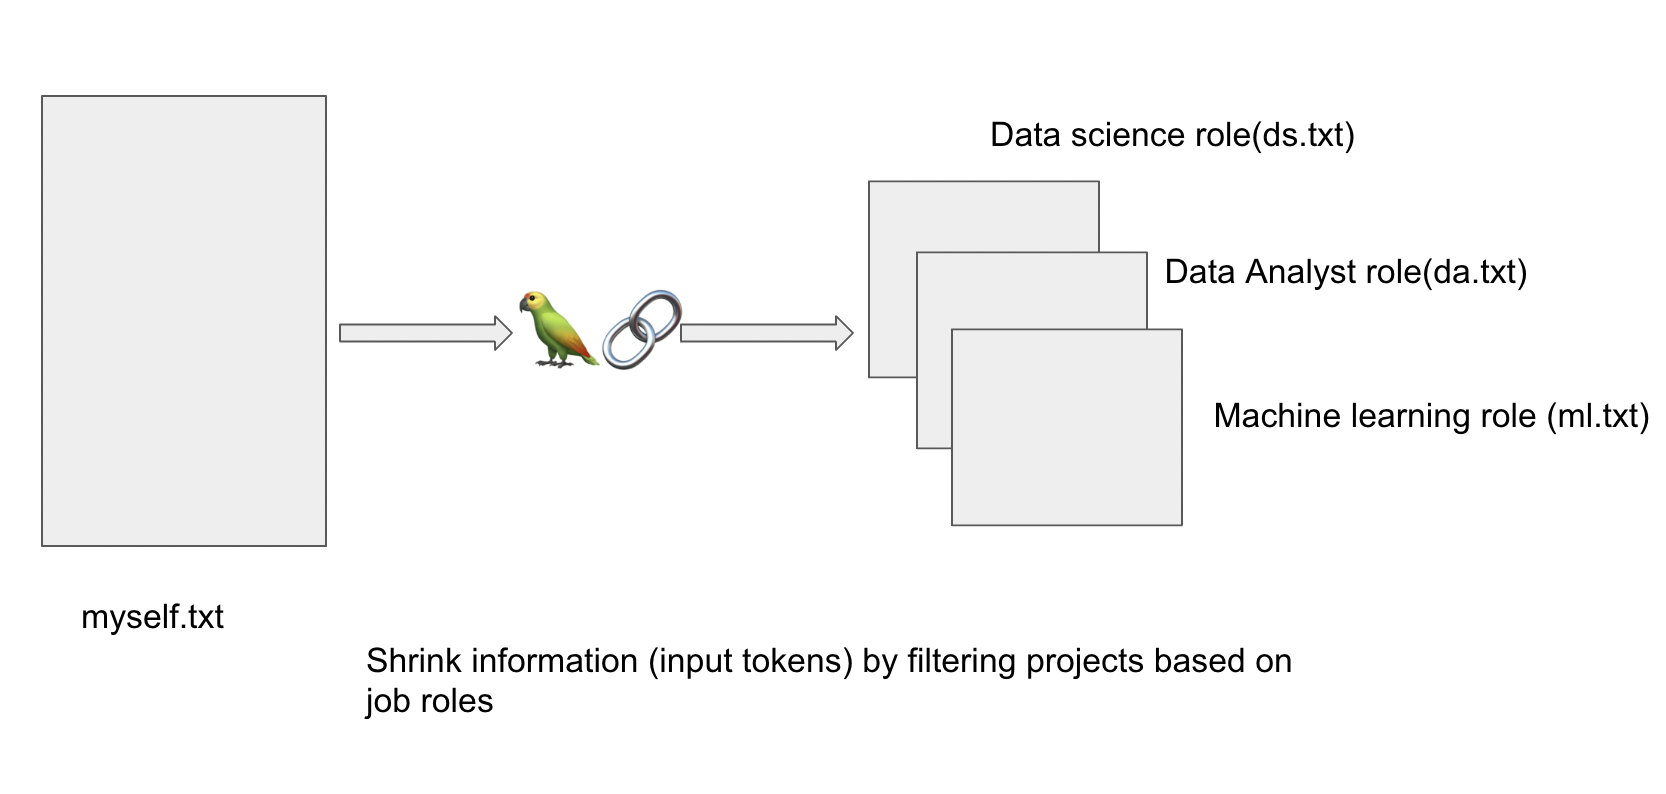 Data science role(ds.txt)
Data Analyst role(da.txt)
Machine learning role (ml.txt)
myself.txt
Shrink information (input tokens) by filtering projects based on
job roles